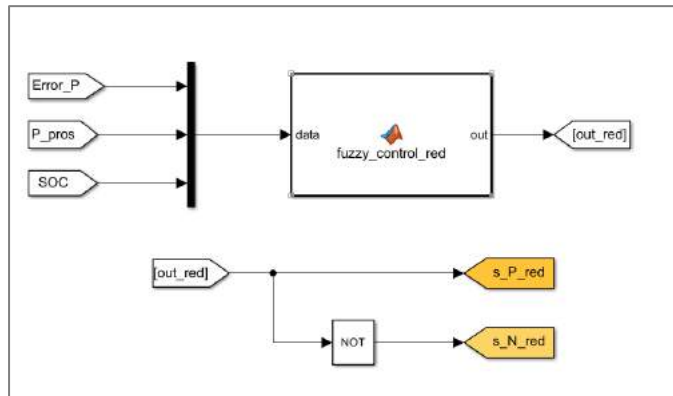 Error_P
P_pros
SOC
data
out
fuzzy_control_red
[out_red]
[out_red]
s_P_red
NOT
s_N_red